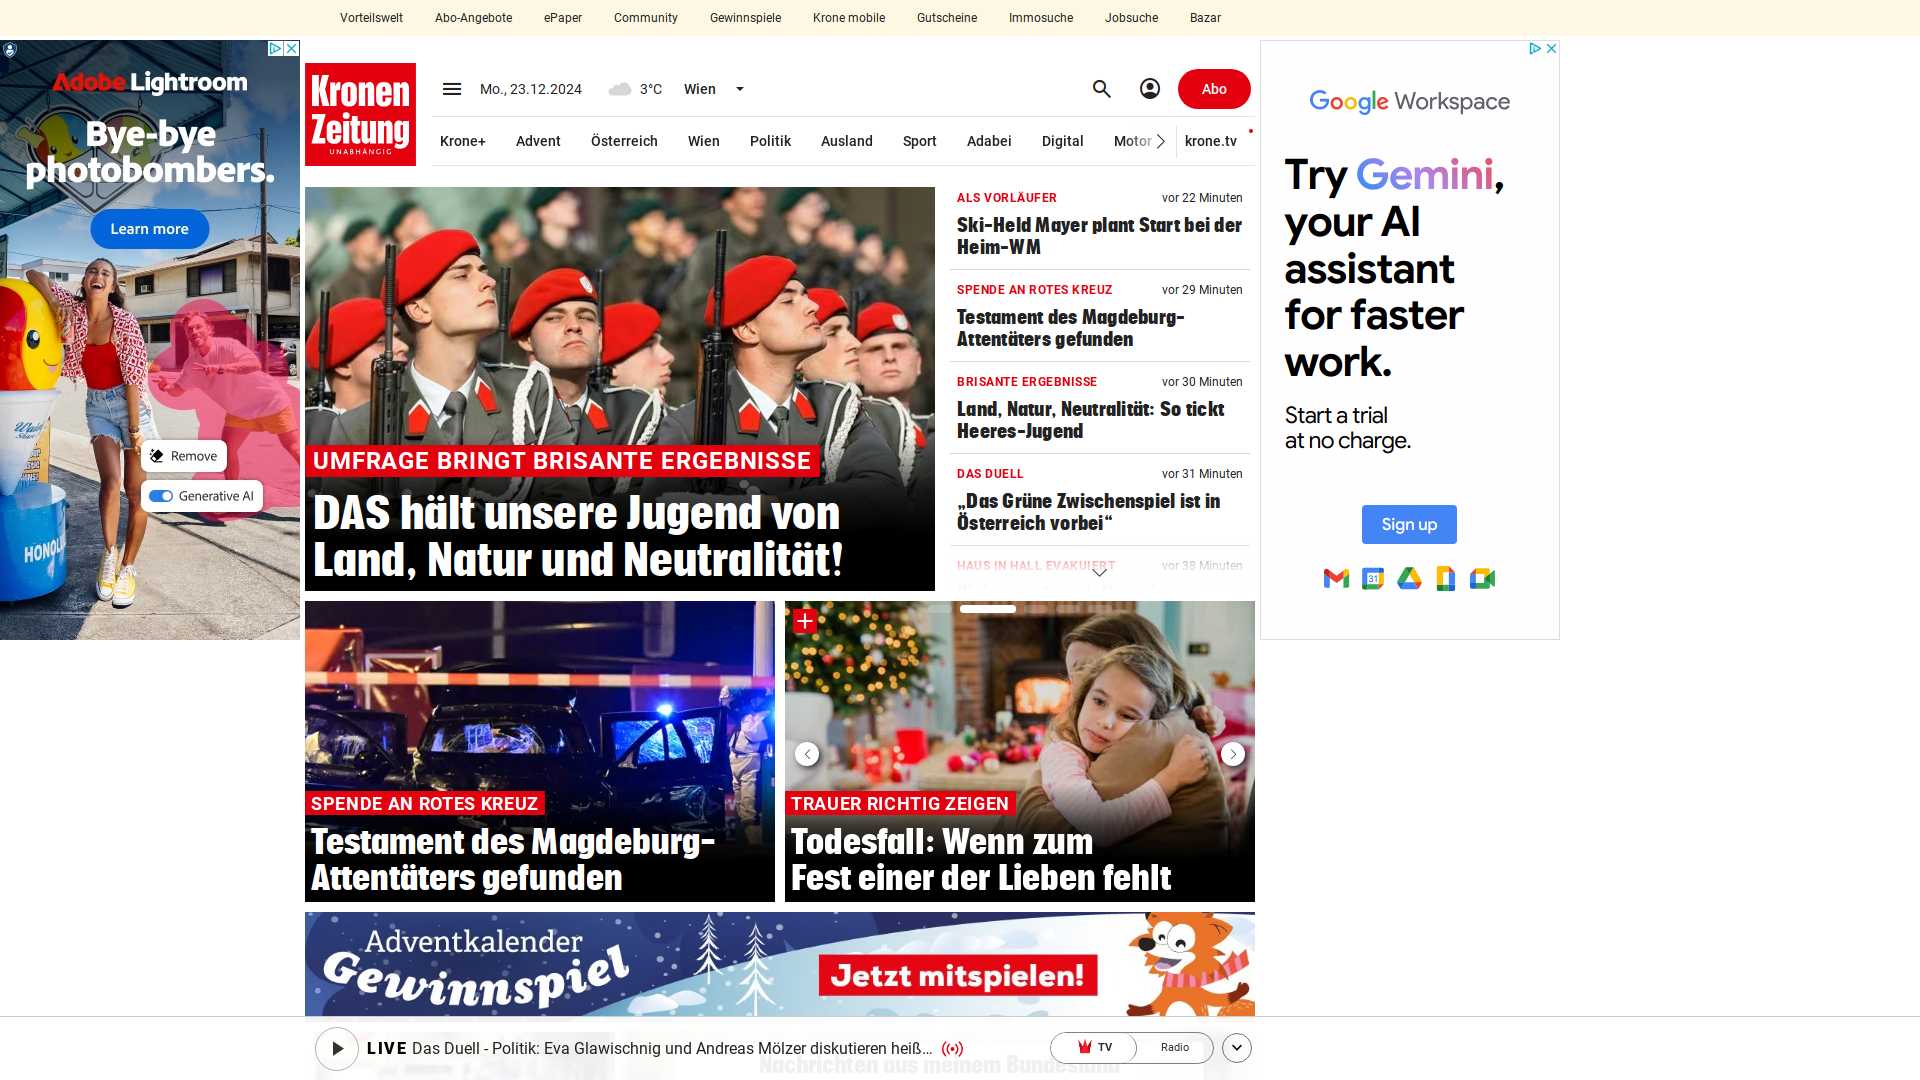 Vorteilswelt
Abo-Angebote
ePaper
Community
Gewinnspiele
Krone mobile
Gutscheine
Immosuche
Jobsuche
Bazar
Adobe Lightroom
Bye-bye
photobombers.
Learn more
Remove
Generative AI
HONOL
Kronen
Zeitung
UNABHÄNGIG
Mo., 23.12.2024
3°C
Wien
Abo
Krone+
Advent
Österreich
Wien
Politik
Ausland
Sport
Adabei
Digital
Motor
krone.tv
UMFRAGE BRINGT BRISANTE ERGEBNISSE
DAS hält unsere Jugend von
Land, Natur und Neutralität!
ALS VORLÄUFER vor 22 Minuten
Ski-Held Mayer plant Start bei der
Heim-WM
SPENDE AN ROTES KREUZ vor 29 Minuten
Testament des Magdeburg-
Attentäters gefunden
BRISANTE ERGEBNISSE vor 30 Minuten
Land, Natur, Neutralität: So tickt
Heeres-Jugend
DAS DUELL vor 31 Minuten
„Das Grüne Zwischenspiel ist in
Österreich vorbei“
HAUS IN HALL EVAKUIERT vor 38 Minuten
SPENDE AN ROTES KREUZ
Testament des Magdeburg-
Attentäters gefunden
TRAUER RICHTIG ZEIGEN
Todesfall: Wenn zum
Fest einer der Lieben fehlt
Adventkalender
Gewinnspiel
Jetzt mitspielen!
LIVE Das Duell - Politik: Eva Glawischnig und Andreas Mölzer diskutieren heiß...
TV
Radio
Nachrichten aus meinem Bundesland
Google Workspace
Try Gemini,
your AI
assistant
for faster
work.
Start a trial
at no charge.
Sign up
31